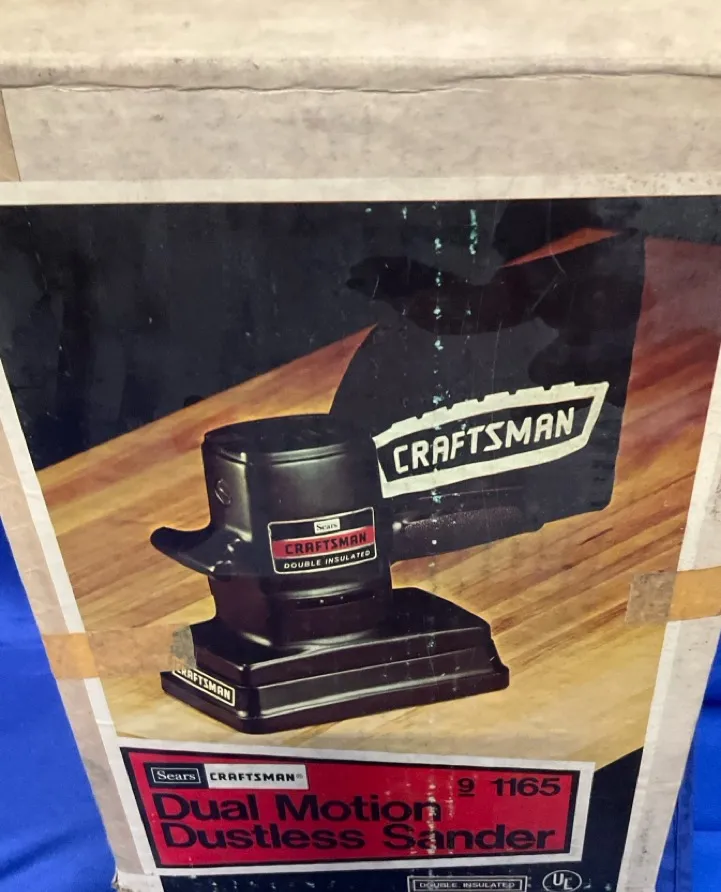 CRAFTSMAN
Sears
CRAFTSMAN
DOUBLE INSULATED
CRAFTSMAN
Sears CRAFTSMAN®
9 1165
Dual Motion
Dustless Sander
DOUBLE INSULATED UL